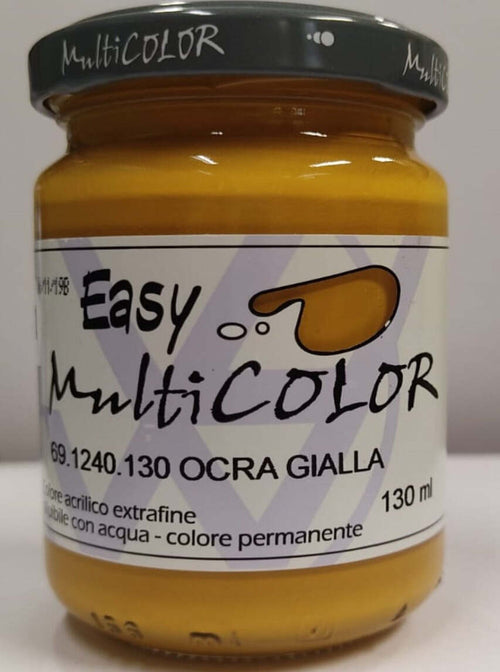 MultiCOLOR
Easy
MultiCOLOR
69.1240.130 OCRA GIALLA
130 ml
acrilico extrafine
con acqua - colore permanente